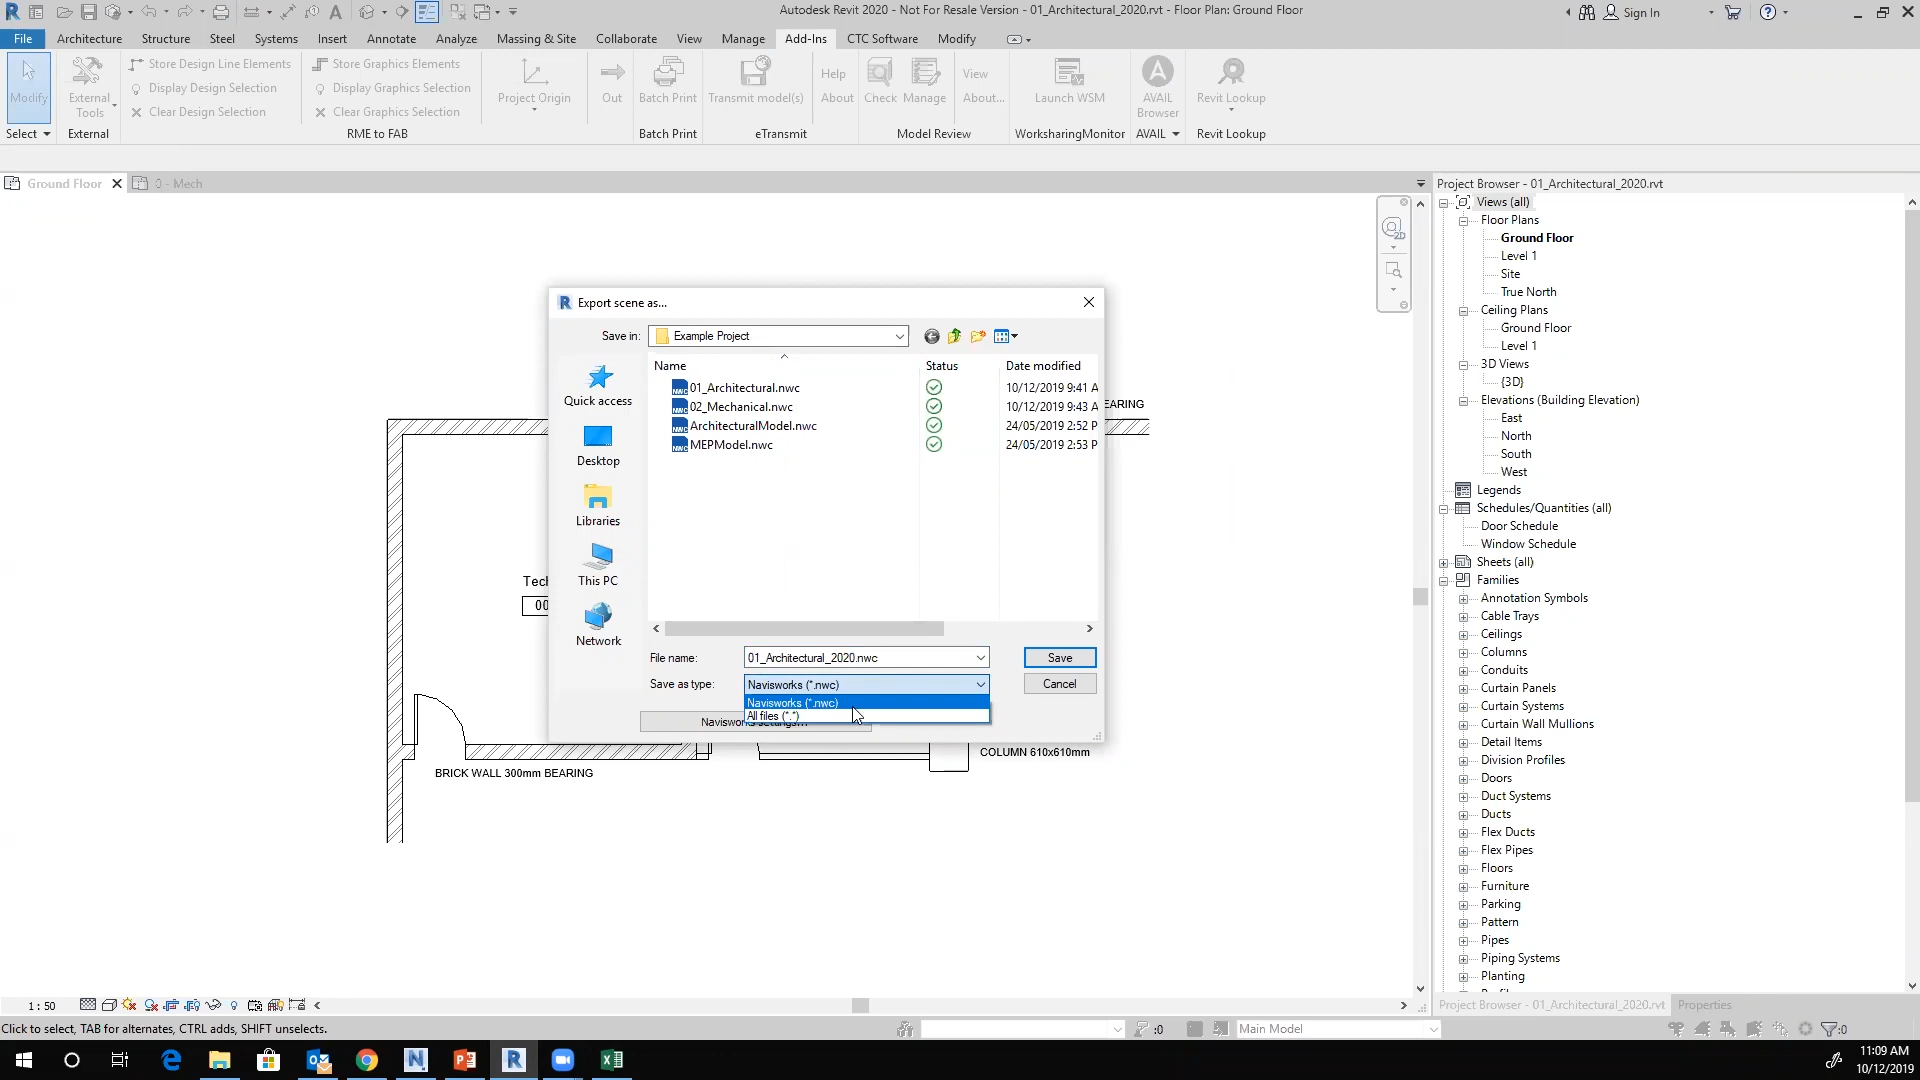 Autodesk Revit 2020 - Not For Resale Version - 01_Architectural_2020.rvt - Floor Plan: Ground Floor
Sign In
File Architecture Structure Steel Systems Insert Annotate Analyze Massing & Site Collaborate View Manage Add-Ins CTC Software Modify
Modify
External Tools
Store Design Line Elements
Display Design Selection
Clear Design Selection
Store Graphics Elements
Display Graphics Selection
Clear Graphics Selection
Project Origin
Out
Batch Print
Transmit model(s)
Help
About
Check
Manage
View
About...
Launch WSM
AVAIL Browser
Revit Lookup
Select External RME to FAB Batch Print eTransmit Model Review WorksharingMonitor AVAIL Revit Lookup
Ground Floor
0 - Mech
Export scene as...
Save in: Example Project
Name Status Date modified
01_Architectural.nwc 10/12/2019 9:41 A
02_Mechanical.nwc 10/12/2019 9:43 A
ArchitecturalModel.nwc 24/05/2019 2:52 P
MEPModel.nwc 24/05/2019 2:53 P
Quick access
Desktop
Libraries
This PC
Network
File name: 01_Architectural_2020.nwc Save
Save as type: Navisworks (*.nwc) Cancel
Navisworks (*.nwc)
All files (*.*)
EARING
Tech
00
BRICK WALL 300mm BEARING
COLUMN 610x610mm
Project Browser - 01_Architectural_2020.rvt
Views (all)
Floor Plans
Ground Floor
Level 1
Site
True North
Ceiling Plans
Ground Floor
Level 1
3D Views
{3D}
Elevations (Building Elevation)
East
North
South
West
Legends
Schedules/Quantities (all)
Door Schedule
Window Schedule
Sheets (all)
Families
Annotation Symbols
Cable Trays
Ceilings
Columns
Conduits
Curtain Panels
Curtain Systems
Curtain Wall Mullions
Detail Items
Division Profiles
Doors
Duct Systems
Ducts
Flex Ducts
Flex Pipes
Floors
Furniture
Parking
Pattern
Pipes
Piping Systems
Planting
Project Browser - 01_Architectural_2020.rvt Properties
1 : 50
Click to select, TAB for alternates, CTRL adds, SHIFT unselects.
:0
Main Model
:0
11:09 AM
10/12/2019